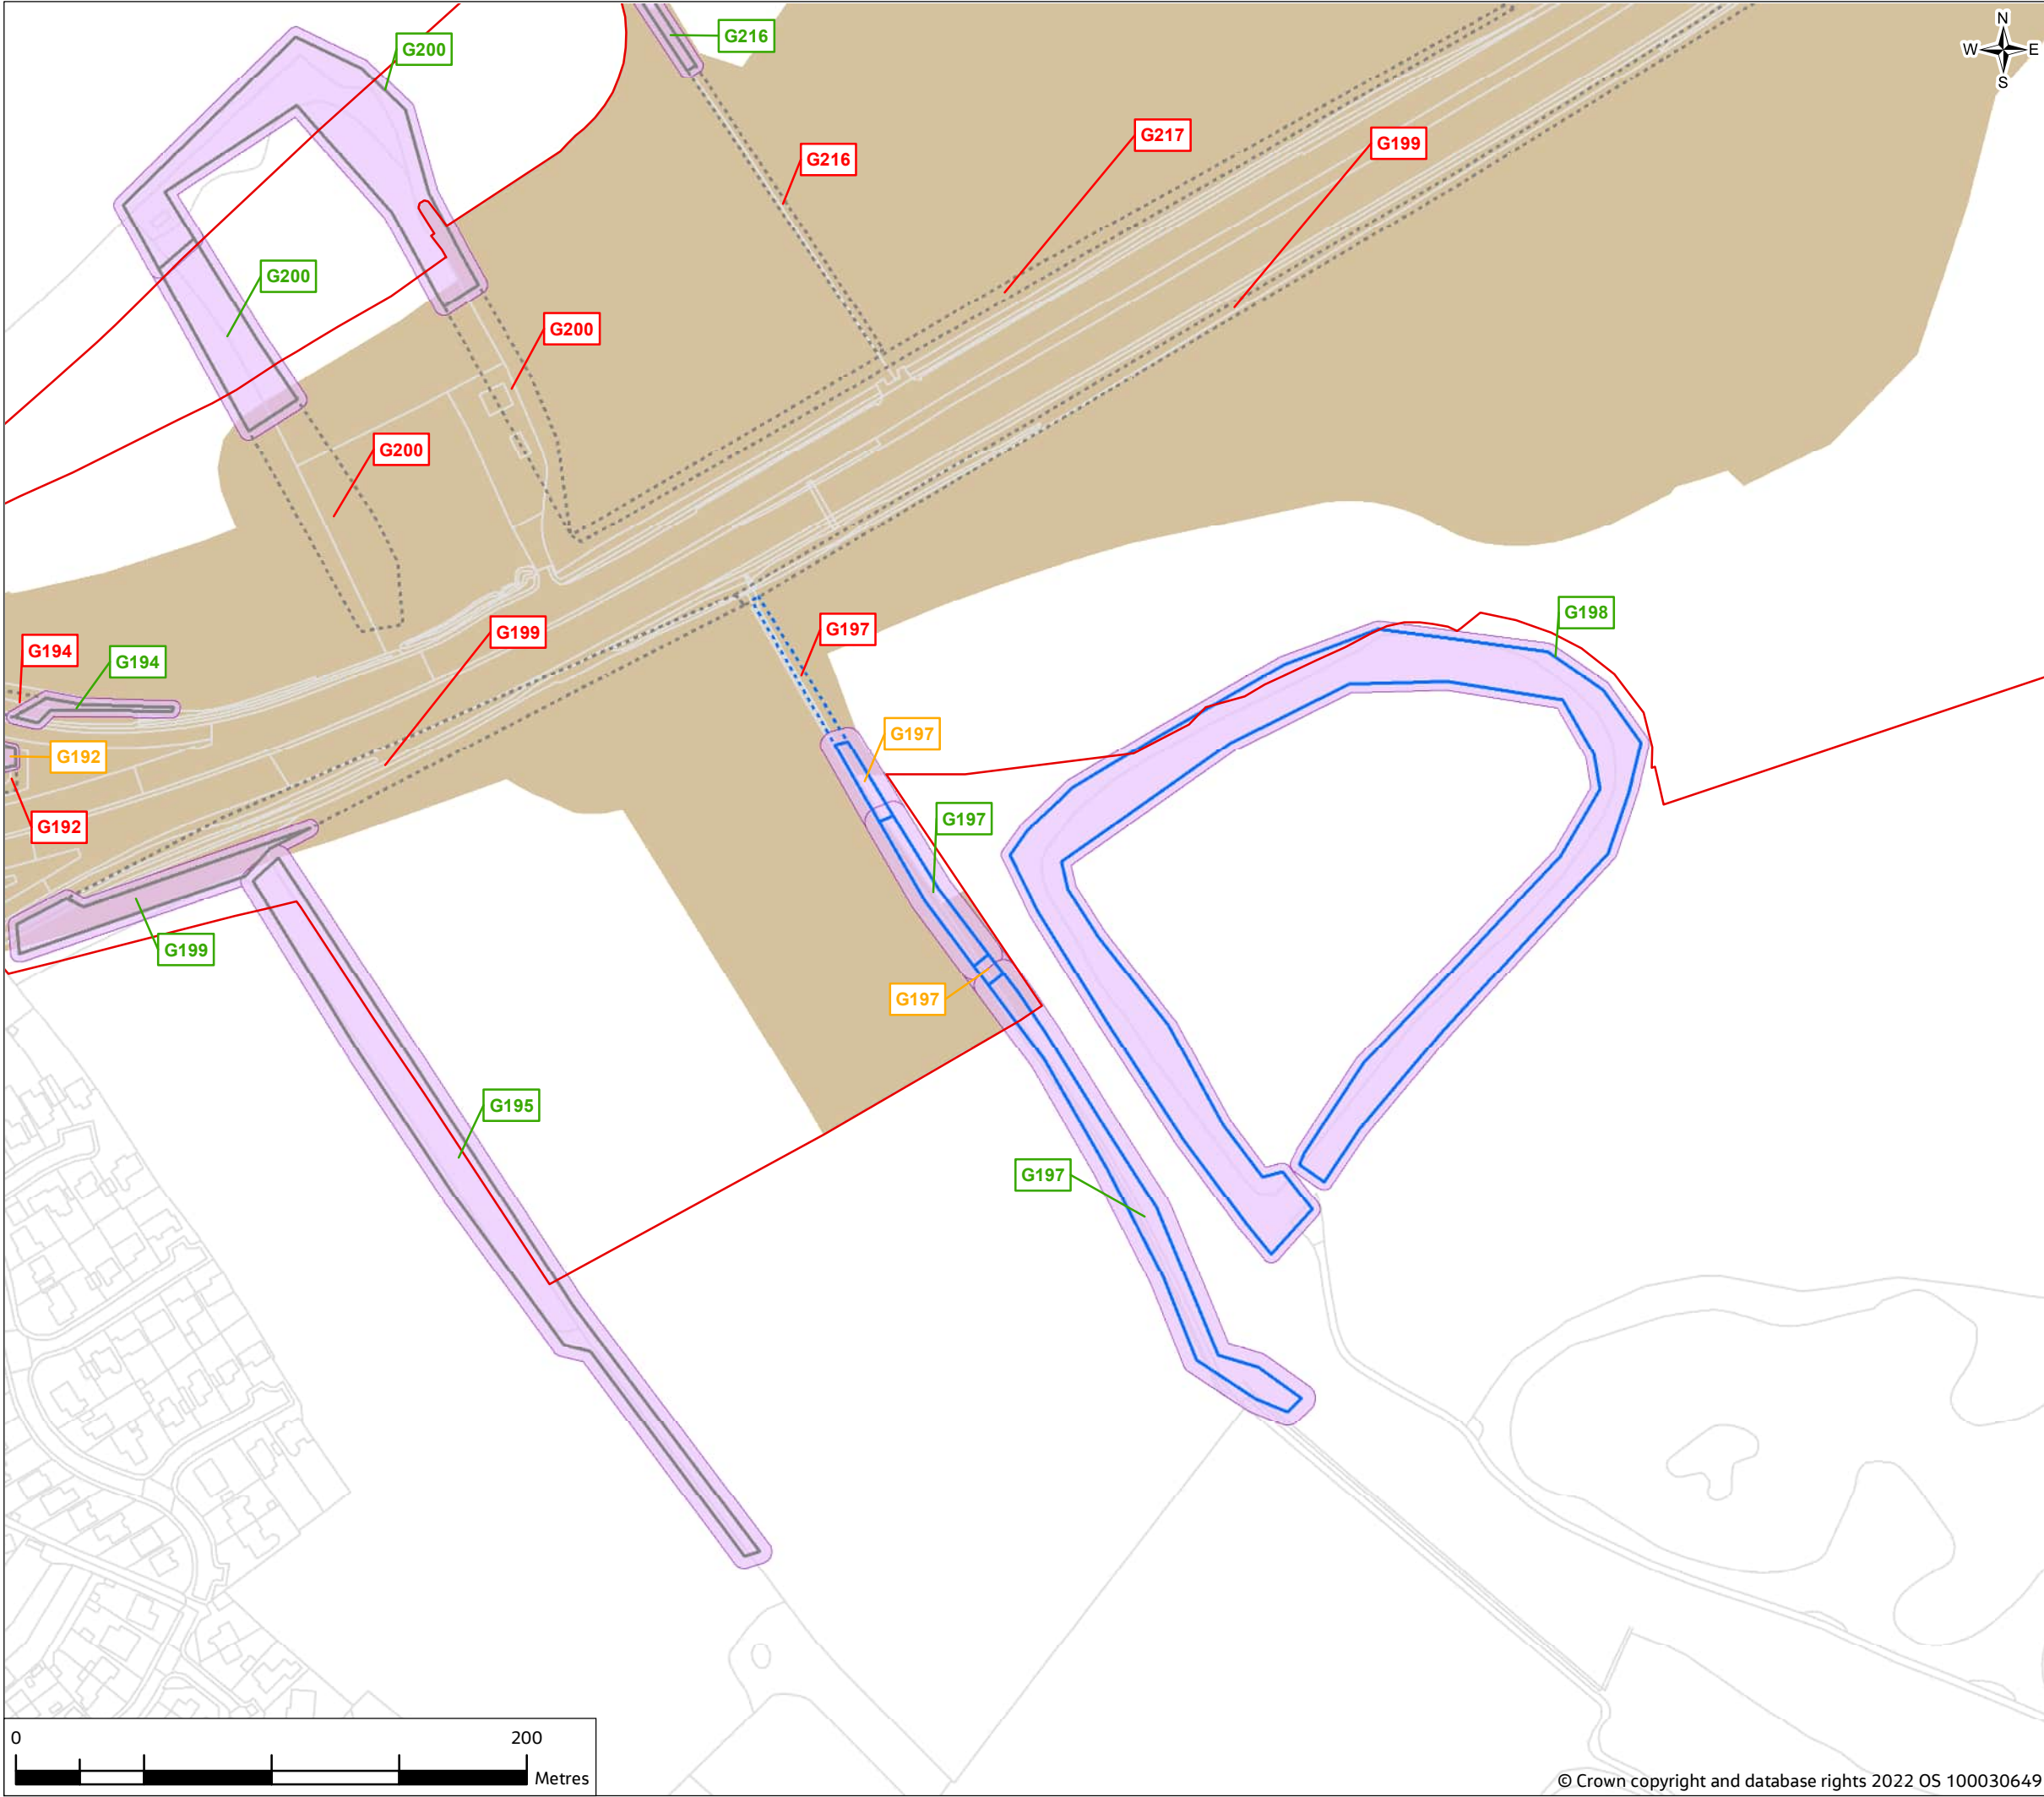 N
W E
S
G200
G216
G216
G217
G199
G200
G200
G200
G198
G199
G197
G194
G194
G197
G192
G197
G192
G199
G197
G195
G197
0 200
Metres
© Crown copyright and database rights 2022 OS 100030649